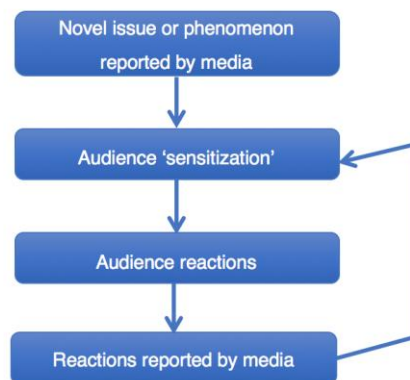 Novel issue or phenomenon
reported by media
Audience ‘sensitization’
Audience reactions
Reactions reported by media